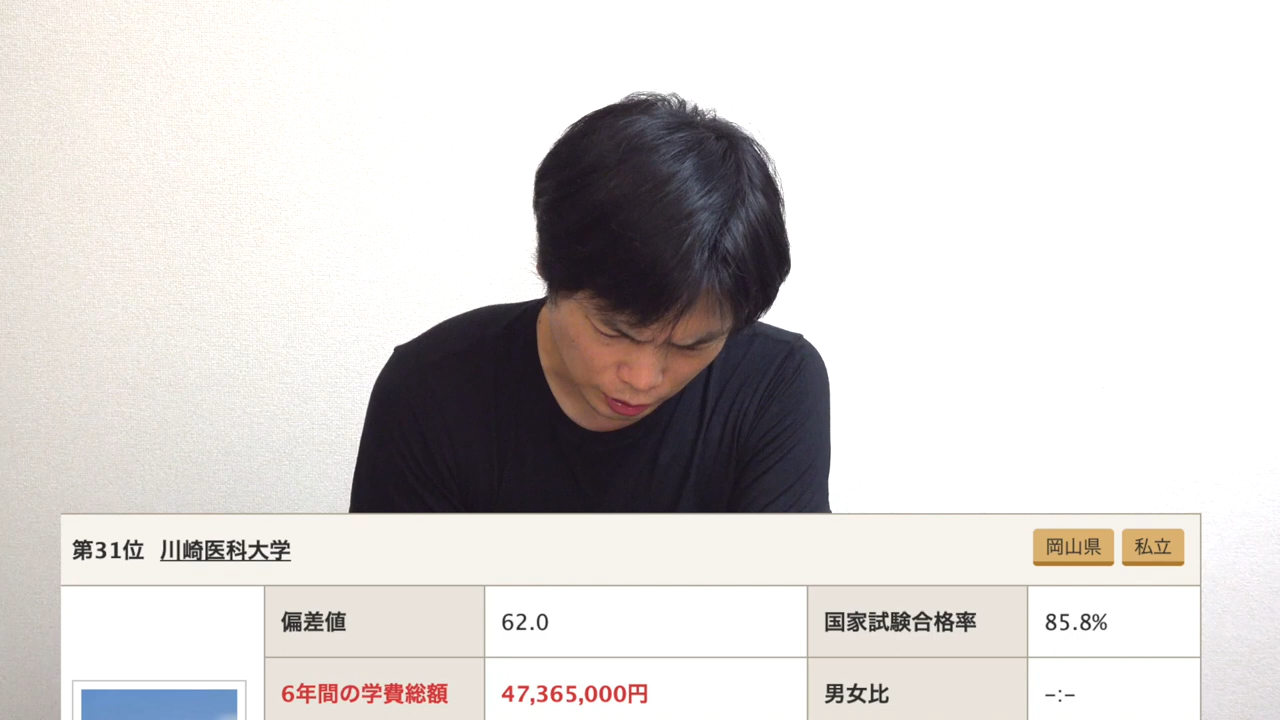 第31位 川崎医科大学 岡山県 私立
偏差値 62.0 国家試験合格率 85.8%
6年間の学費総額 47,365,000円 男女比 –:–